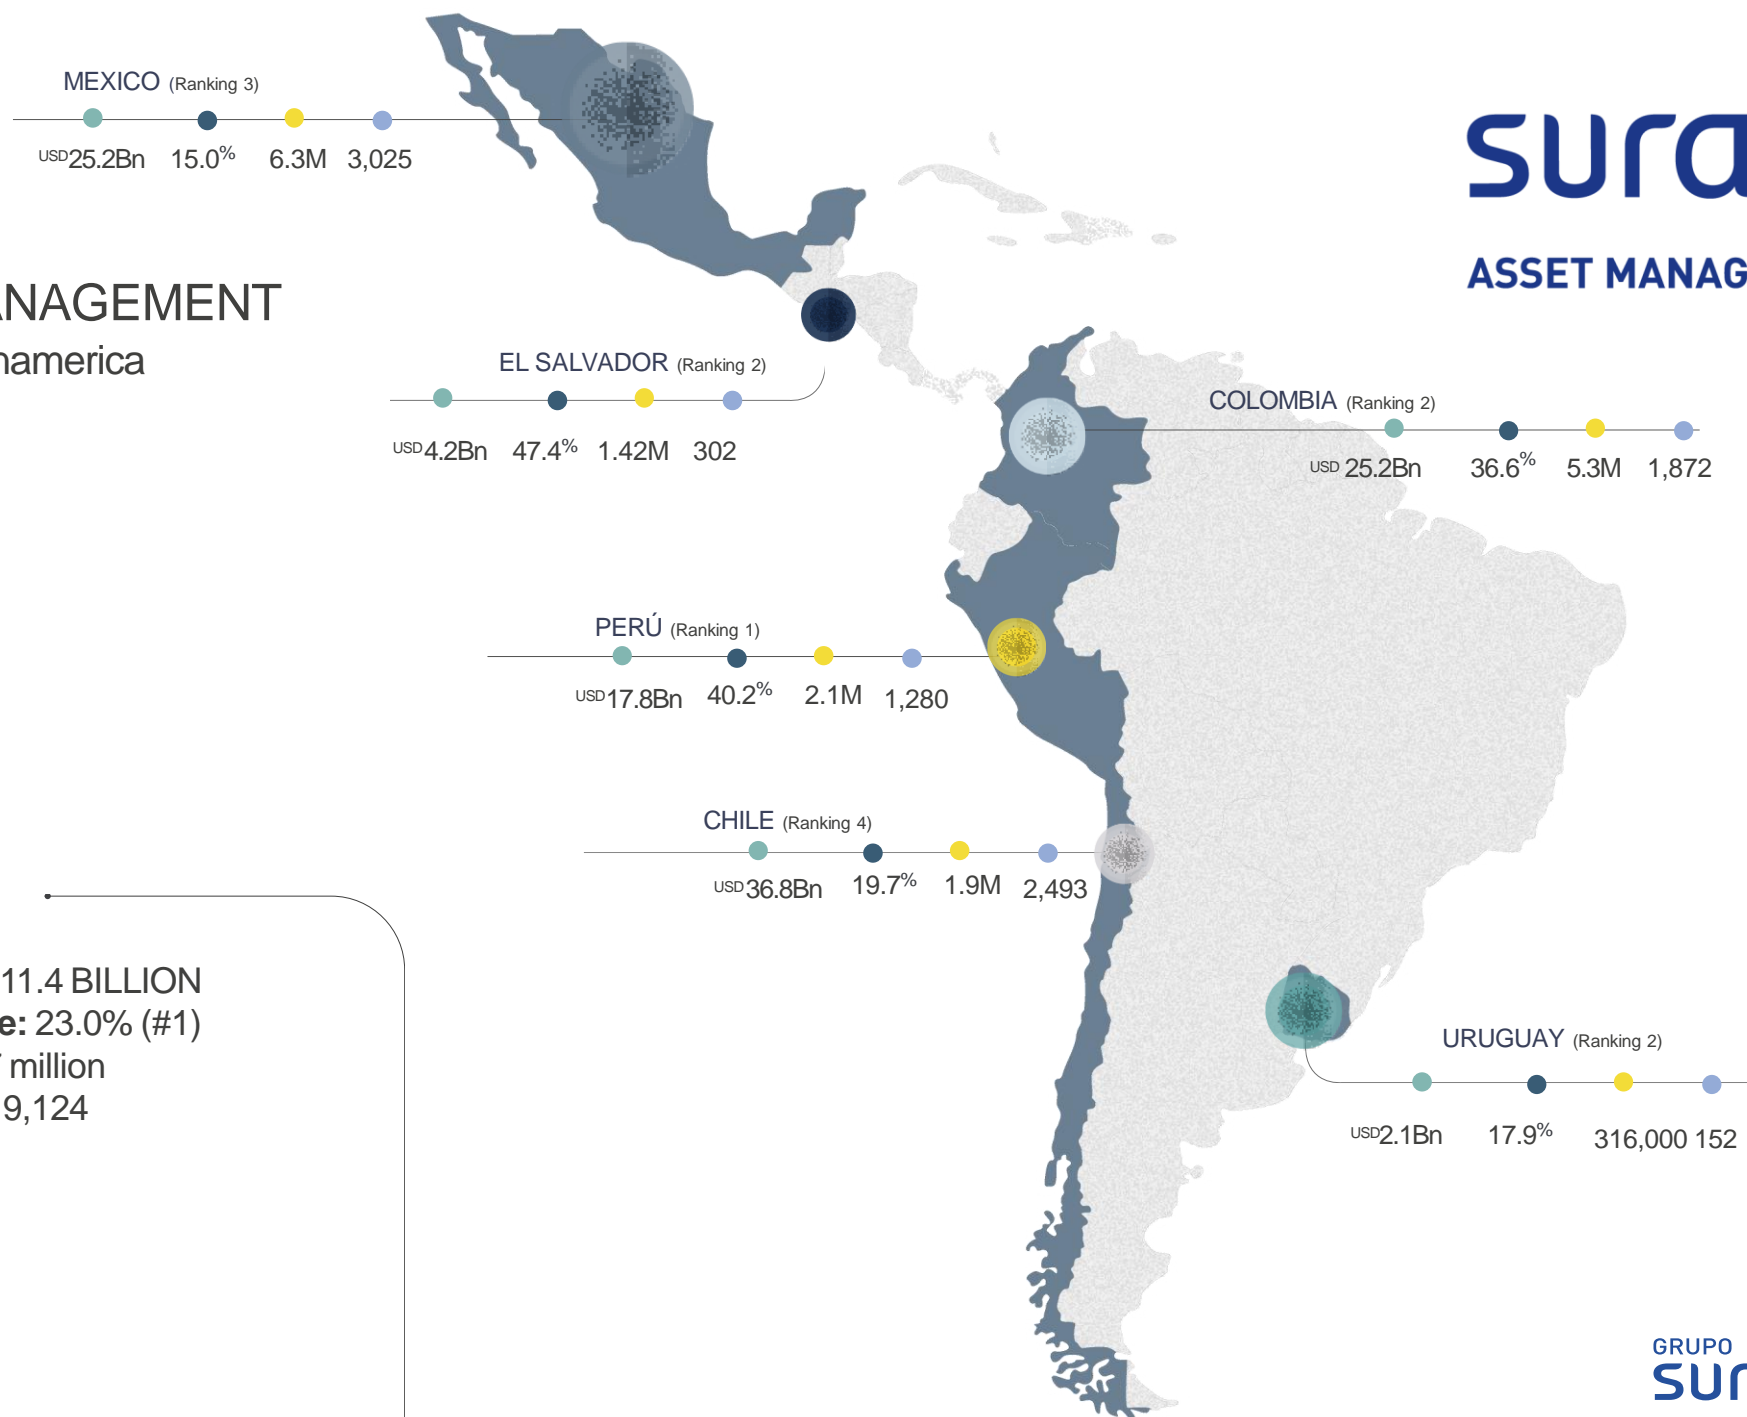 MEXICO (Ranking 3)
USD25.2Bn 15.0% 6.3M 3,025
sura
ASSET MANAG
ANAGEMENT
namerica
EL SALVADOR (Ranking 2)
USD4.2Bn 47.4% 1.42M 302
COLOMBIA (Ranking 2)
USD 25.2Bn 36.6% 5.3M 1,872
PERÚ (Ranking 1)
USD17.8Bn 40.2% 2.1M 1,280
CHILE (Ranking 4)
USD36.8Bn 19.7% 1.9M 2,493
11.4 BILLION
e: 23.0% (#1)
million
9,124
URUGUAY (Ranking 2)
USD2.1Bn 17.9% 316,000 152
GRUPO
sur